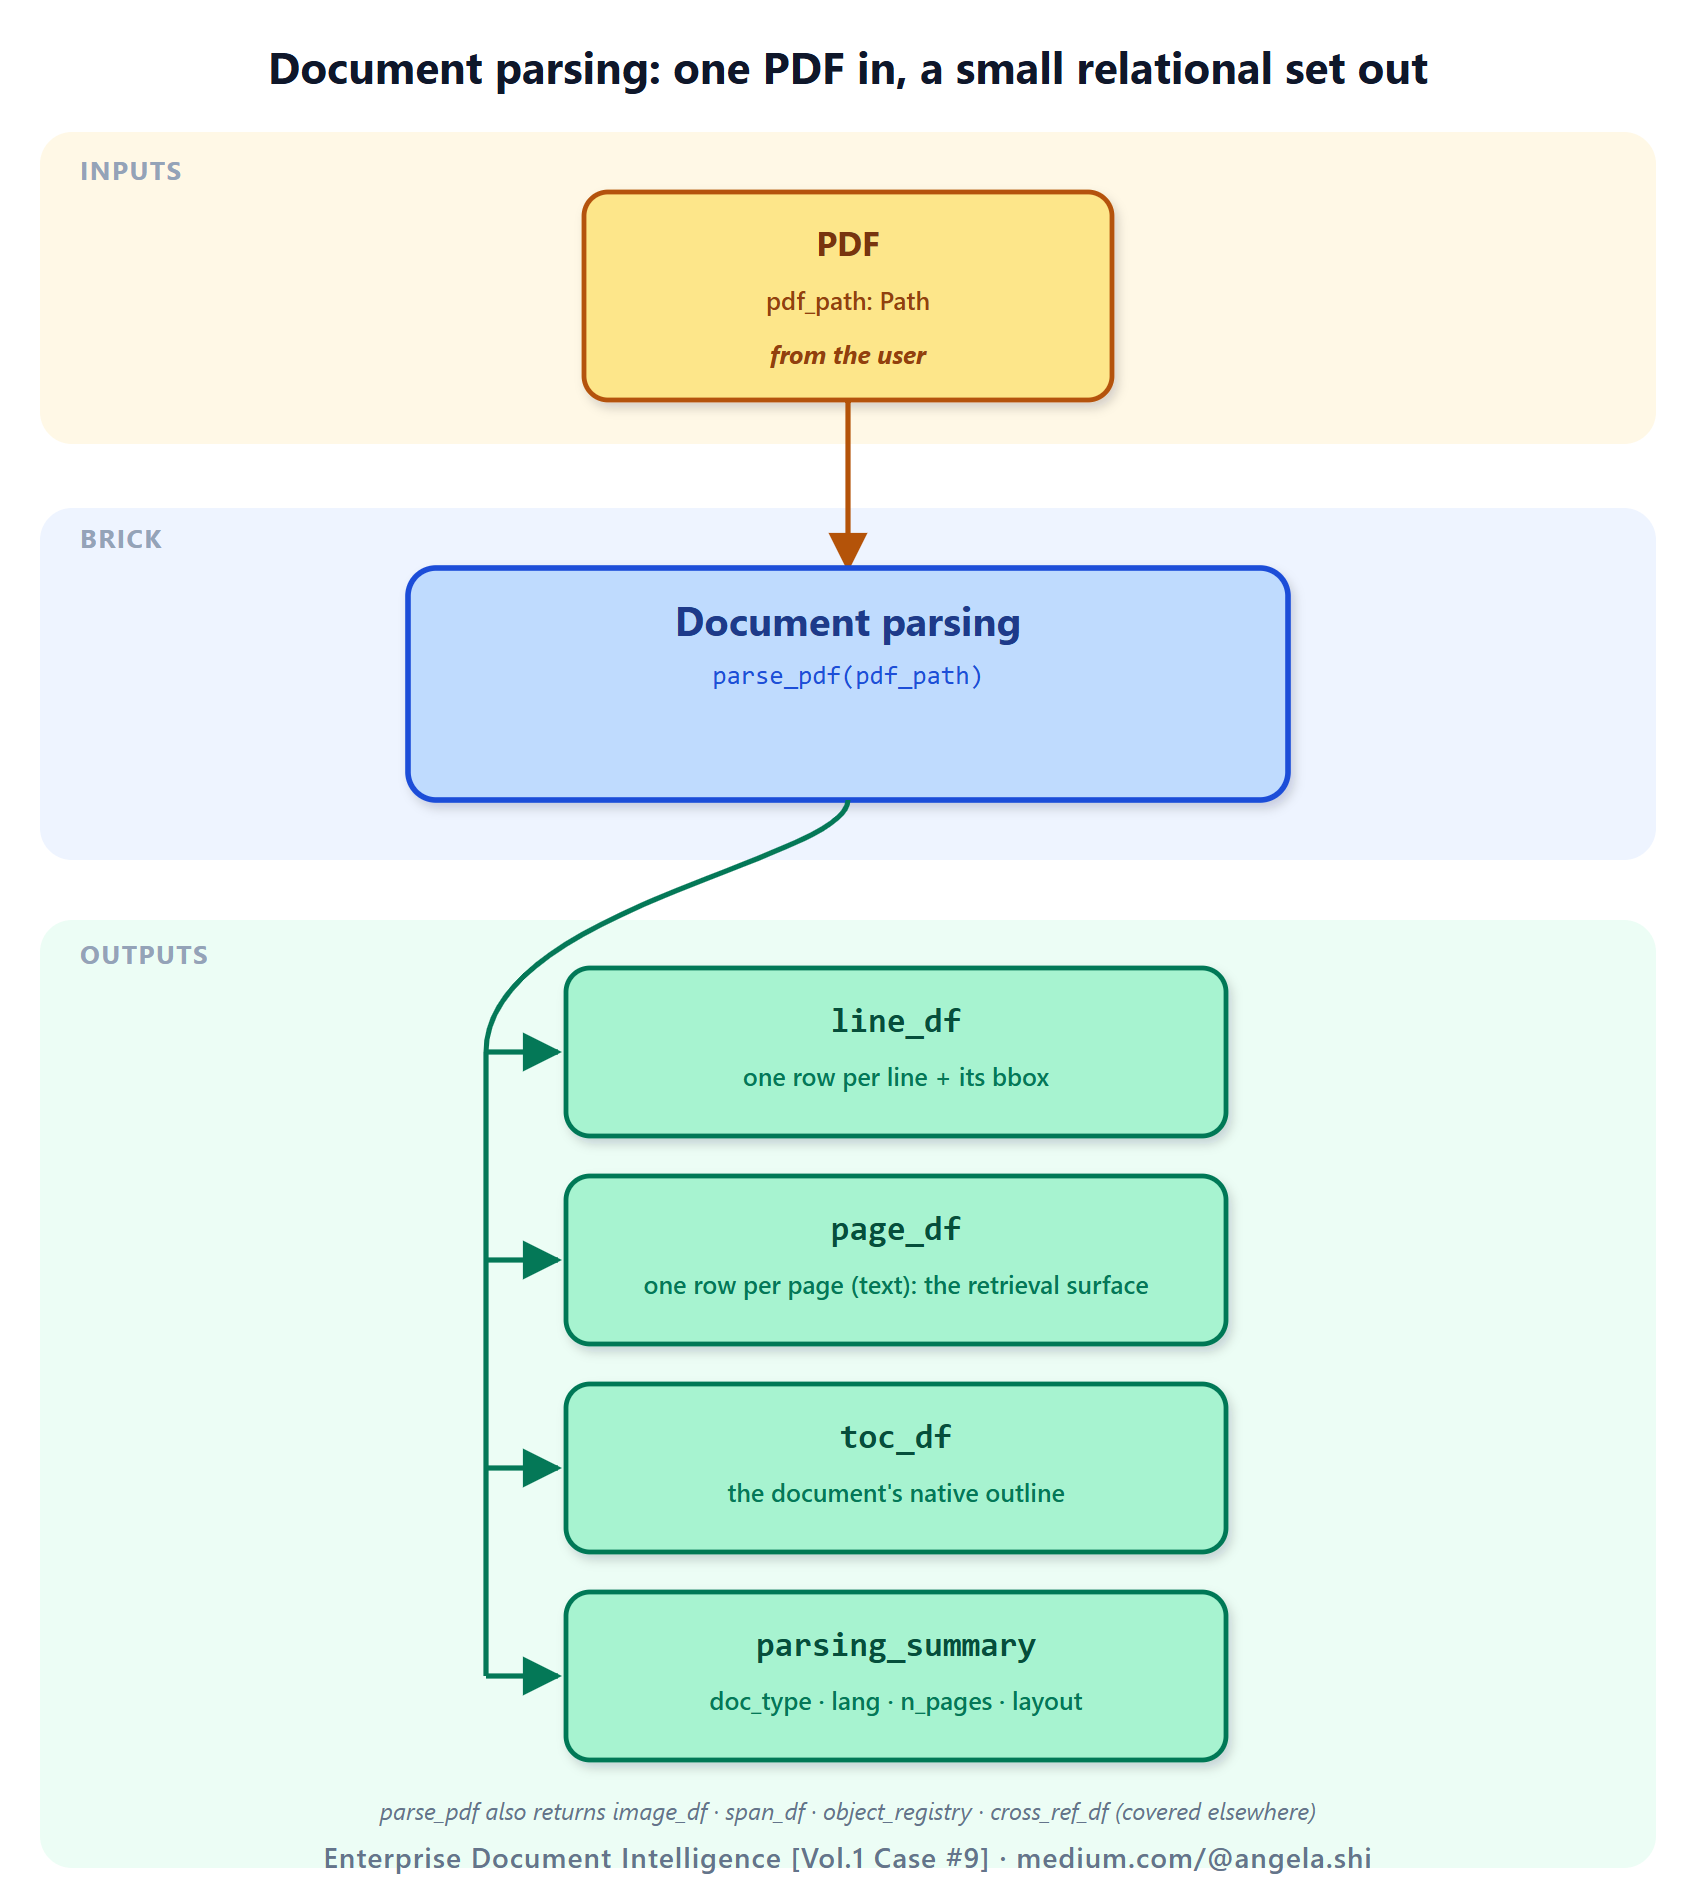 Document parsing: one PDF in, a small relational set out
INPUTS
PDF
pdf_path: Path
from the user
BRICK
Document parsing
parse_pdf(pdf_path)
OUTPUTS
line_df
one row per line + its bbox
page_df
one row per page (text): the retrieval surface
toc_df
the document's native outline
parsing_summary
doc_type · lang · n_pages · layout
parse_pdf also returns image_df · span_df · object_registry · cross_ref_df (covered elsewhere)
Enterprise Document Intelligence [Vol.1 Case #9] · medium.com/@angela.shi